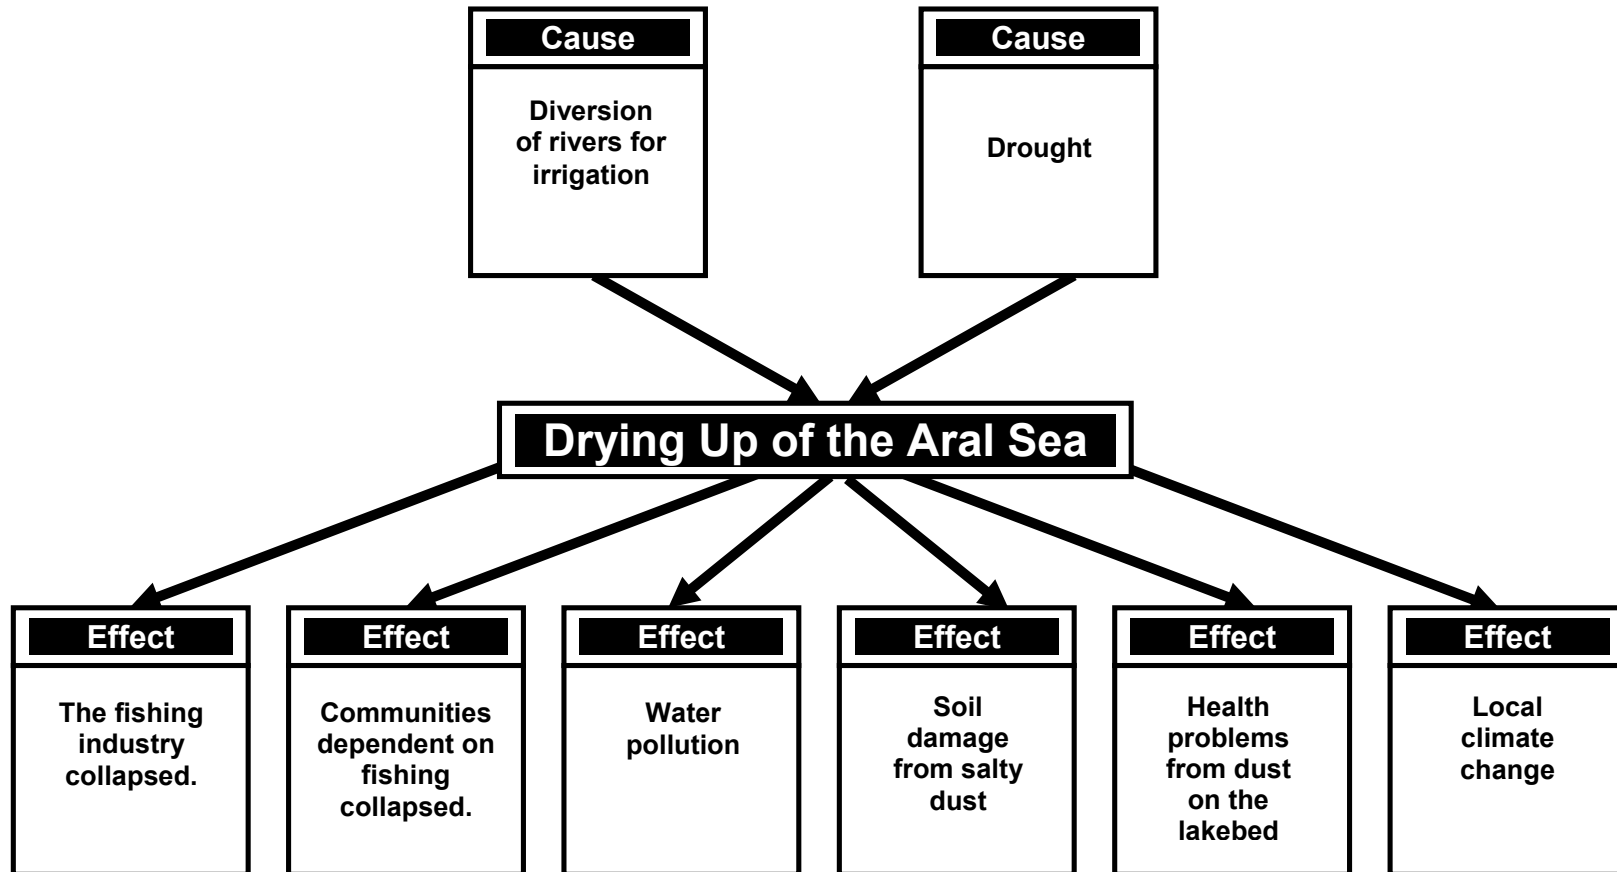 Cause
Diversion
of rivers for
irrigation
Cause
Drought
Drying Up of the Aral Sea
Effect
The fishing
industry
collapsed.
Effect
Communities
dependent on
fishing
collapsed.
Effect
Water
pollution
Effect
Soil
damage
from salty
dust
Effect
Health
problems
from dust
on the
lakebed
Effect
Local
climate
change